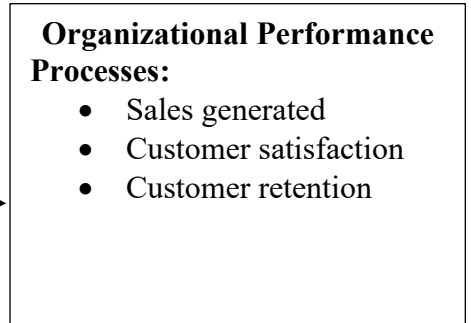 Organizational Performance
Processes:
• Sales generated
• Customer satisfaction
• Customer retention